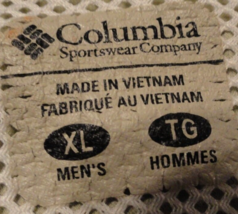 Columbia
Sportswear Company
MADE IN VIETNAM
FABRIQUÉ AU VIETNAM
XL TG
MEN'S HOMMES